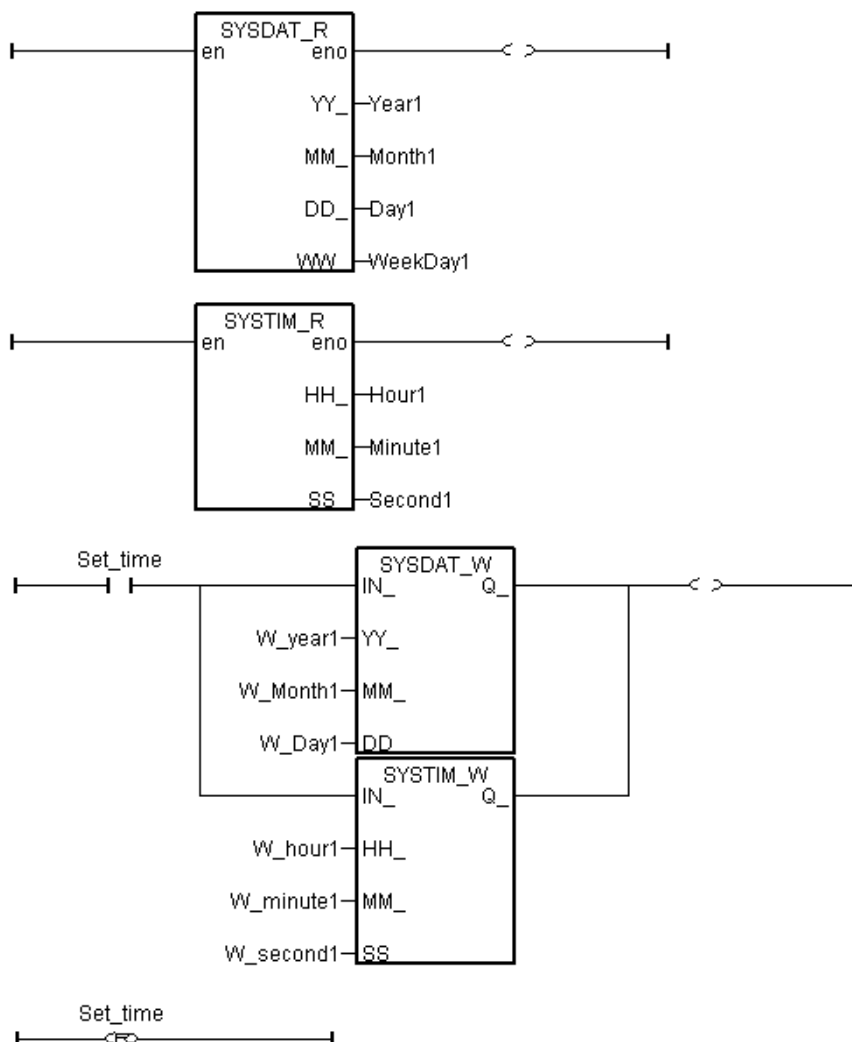 SYSDAT_R
en eno
YY_ Year1
MM_ Month1
DD_ Day1
WW WeekDay1
SYSTIM_R
en eno
HH_ Hour1
MM_ Minute1
SS Second1
Set_time
SYSDAT_W
IN_ Q_
W_year1 YY_
W_Month1 MM_
W_Day1 DD
SYSTIM_W
IN_ Q_
W_hour1 HH_
W_minute1 MM_
W_second1 SS
Set_time
R